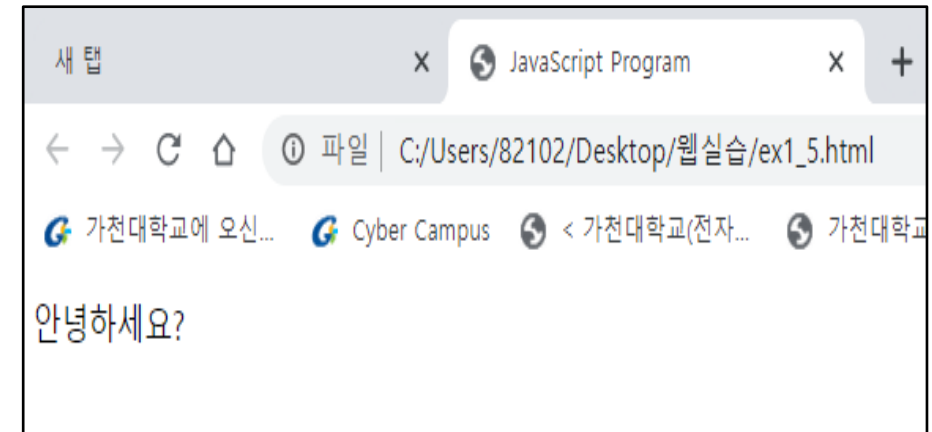 새 탭 JavaScript Program
파일 C:/Users/82102/Desktop/웹실습/ex1_5.html
가천대학교에 오신... Cyber Campus < 가천대학교(전자... 가천대학교
안녕하세요?